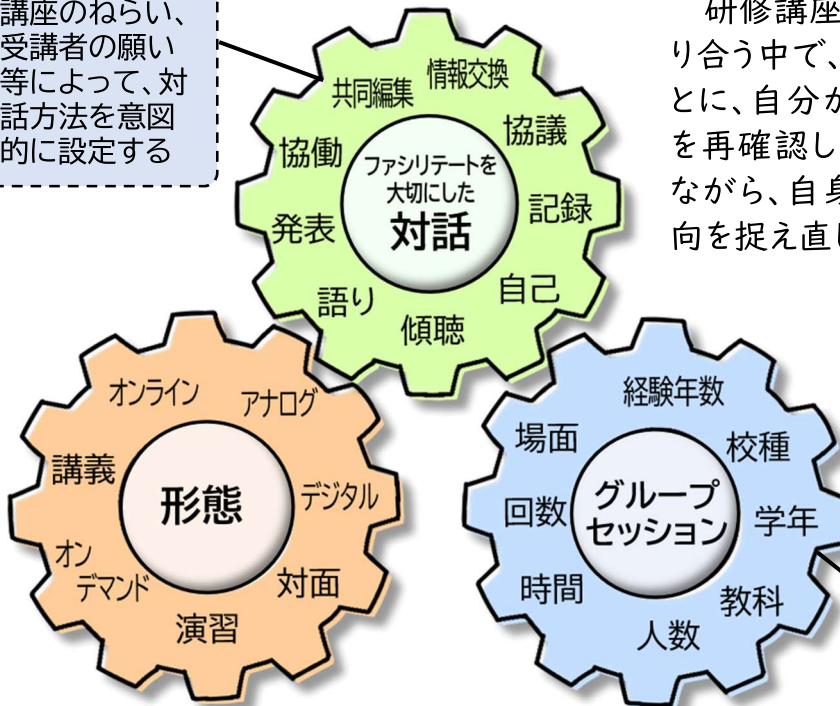 講座のねらい、
受講者の願い
等によって、対
話方法を意図
的に設定する
研修講座
り合う中で、
とに、自分が
を再確認し
ながら、自身
向を捉え直し
共同編集
情報交換
協働
協議
発表
記録
語り
自己
傾聴
ファシリテートを
大切にした
対話
オンライン
アナログ
講義
デジタル
オン
デマンド
対面
演習
形態
経験年数
場面
校種
回数
学年
時間
教科
人数
グループ
セッション